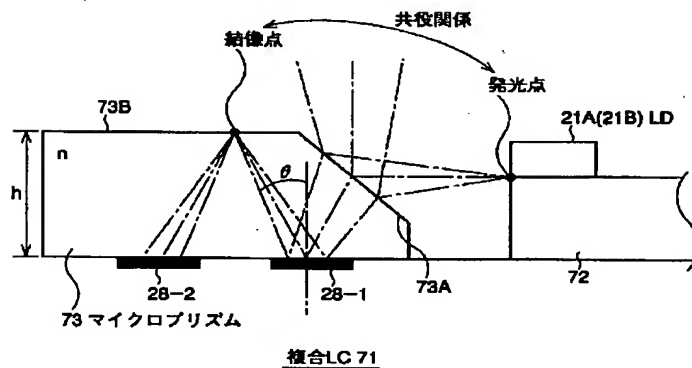 共役関係
結像点
発光点
73B
21A(21B) LD
n
θ
h
28-2
28-1
73A
72
73 マイクロプリズム
複合LC 71